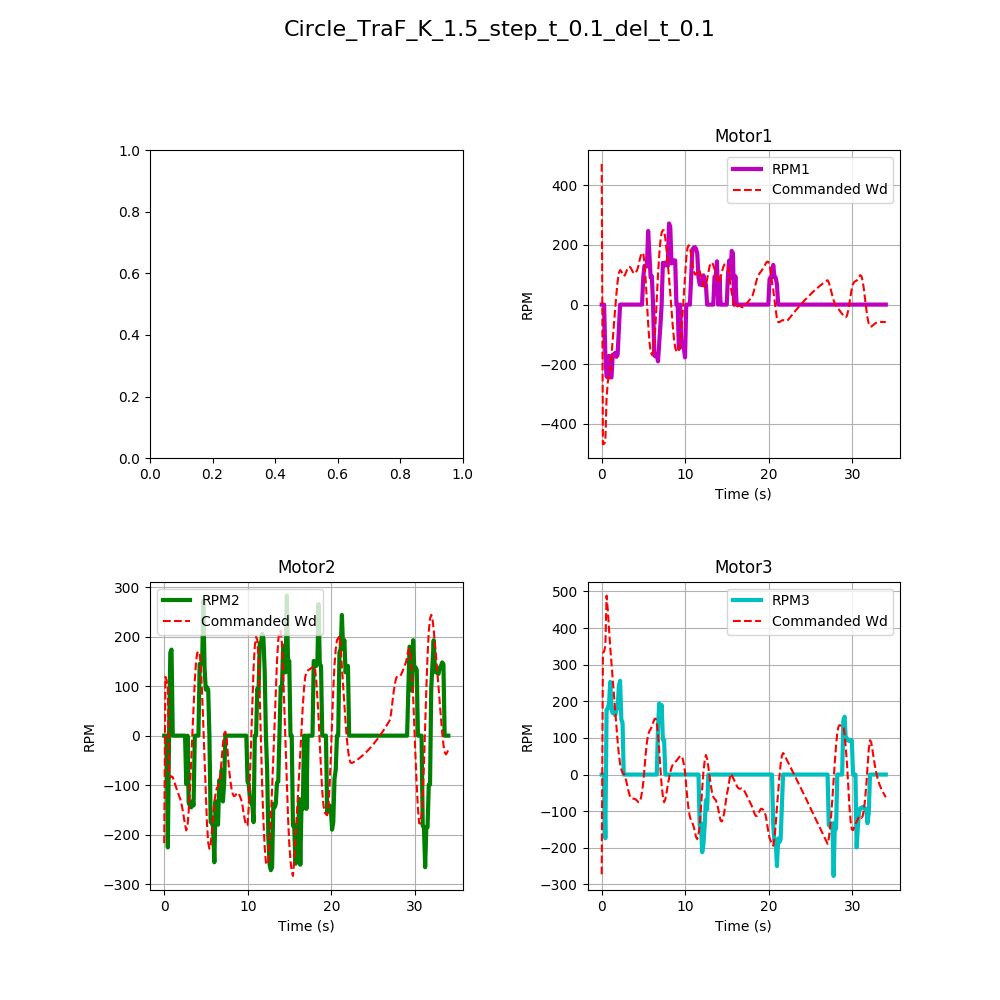 Circle_TraF_K_1.5_step_t_0.1_del_t_0.1
1.0
0.8
0.6
0.4
0.2
0.0
0.0 0.2 0.4 0.6 0.8 1.0
Motor1
RPM1
Commanded Wd
400
200
0
−200
−400
RPM
0 10 20 30
Time (s)
Motor2
RPM2
Commanded Wd
300
200
100
0
−100
−200
−300
RPM
0 10 20 30
Time (s)
Motor3
RPM3
Commanded Wd
500
400
300
200
100
0
−100
−200
−300
RPM
0 10 20 30
Time (s)